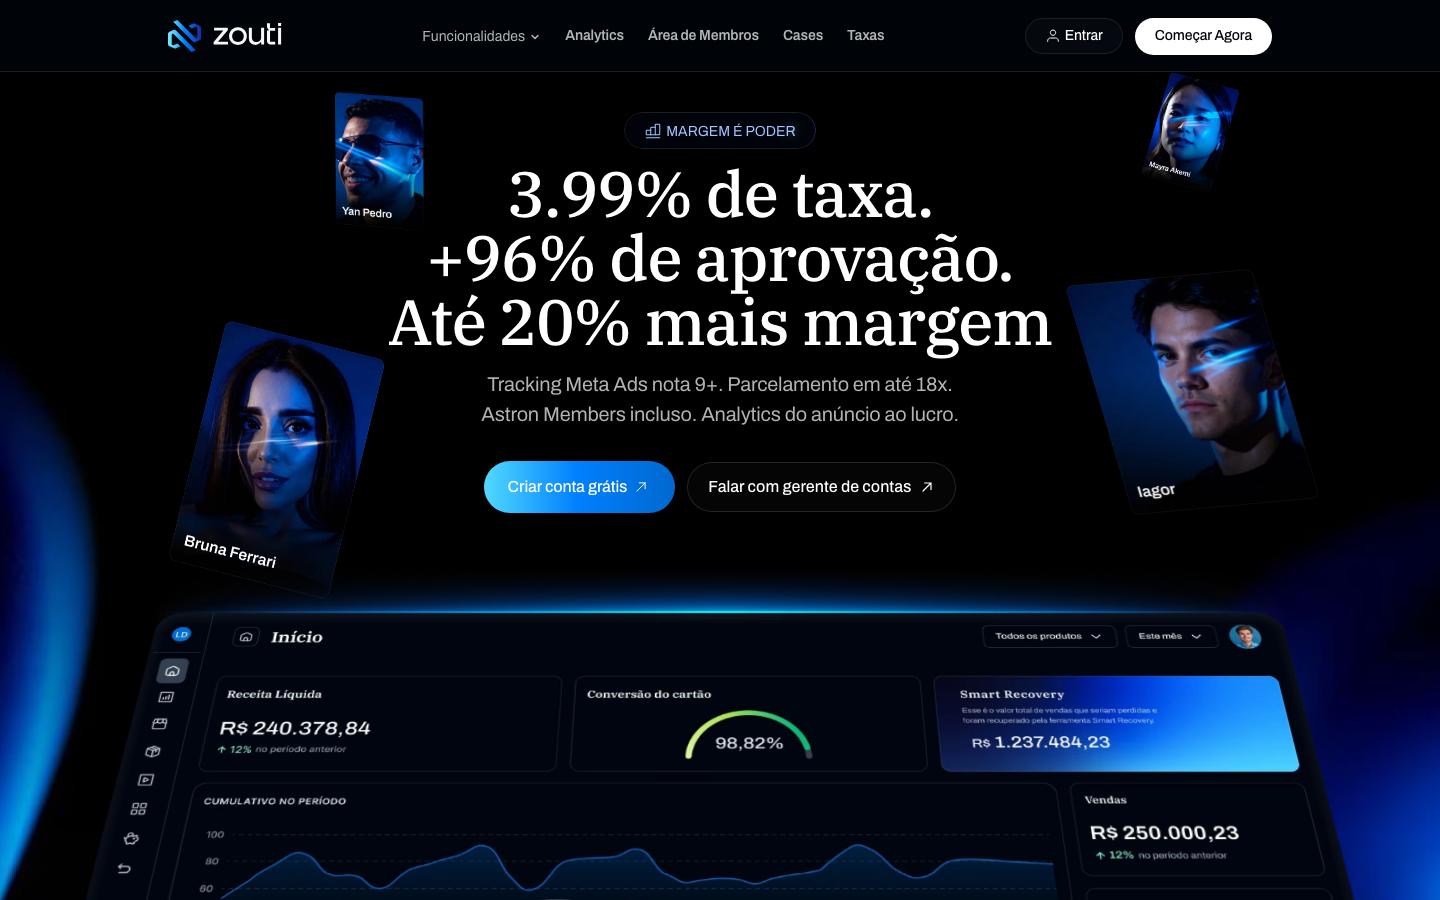 zouti
Funcionalidades
Analytics
Área de Membros
Cases
Taxas
Entrar
Começar Agora
MARGEM É PODER
3.99% de taxa.
+96% de aprovação.
Até 20% mais margem
Tracking Meta Ads nota 9+. Parcelamento em até 18x.
Astron Members incluso. Analytics do anúncio ao lucro.
Criar conta grátis
Falar com gerente de contas
Yan Pedro
Mayra Akemi
Bruna Ferrari
Iagor
LD
Início
Todos os produtos
Este mês
Receita Líquida
R$ 240.378,84
12% no período anterior
Conversão do cartão
98,82%
Smart Recovery
Esse é o valor total de vendas que seriam perdidas e
foram recuperado pela ferramenta Smart Recovery.
R$ 1.237.484,23
CUMULATIVO NO PERÍODO
100
80
60
Vendas
R$ 250.000,23
12% no período anterior